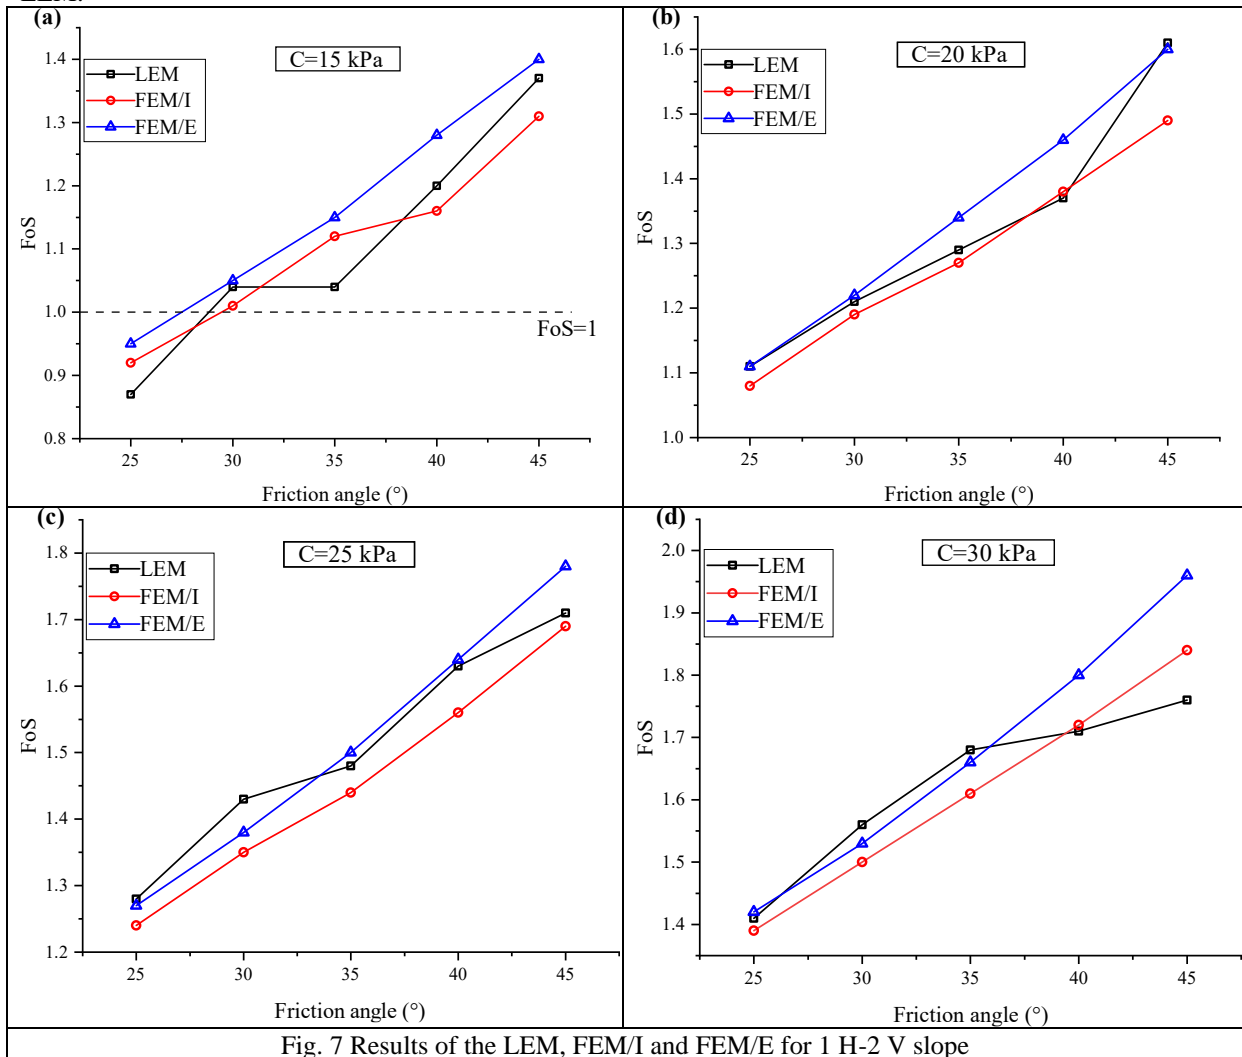 (a)
C=15 kPa
LEM
FEM/I
FEM/E
1.4
1.3
1.2
1.1
1.0
0.9
0.8
FoS
FoS=1
25 30 35 40 45
Friction angle (°)
(b)
C=20 kPa
LEM
FEM/I
FEM/E
1.6
1.5
1.4
1.3
1.2
1.1
1.0
FoS
25 30 35 40 45
Friction angle (°)
(c)
C=25 kPa
LEM
FEM/I
FEM/E
1.8
1.7
1.6
1.5
1.4
1.3
1.2
FoS
25 30 35 40 45
Friction angle (°)
(d)
C=30 kPa
LEM
FEM/I
FEM/E
2.0
1.9
1.8
1.7
1.6
1.5
1.4
FoS
25 30 35 40 45
Friction angle (°)
Fig. 7 Results of the LEM, FEM/I and FEM/E for 1 H-2 V slope